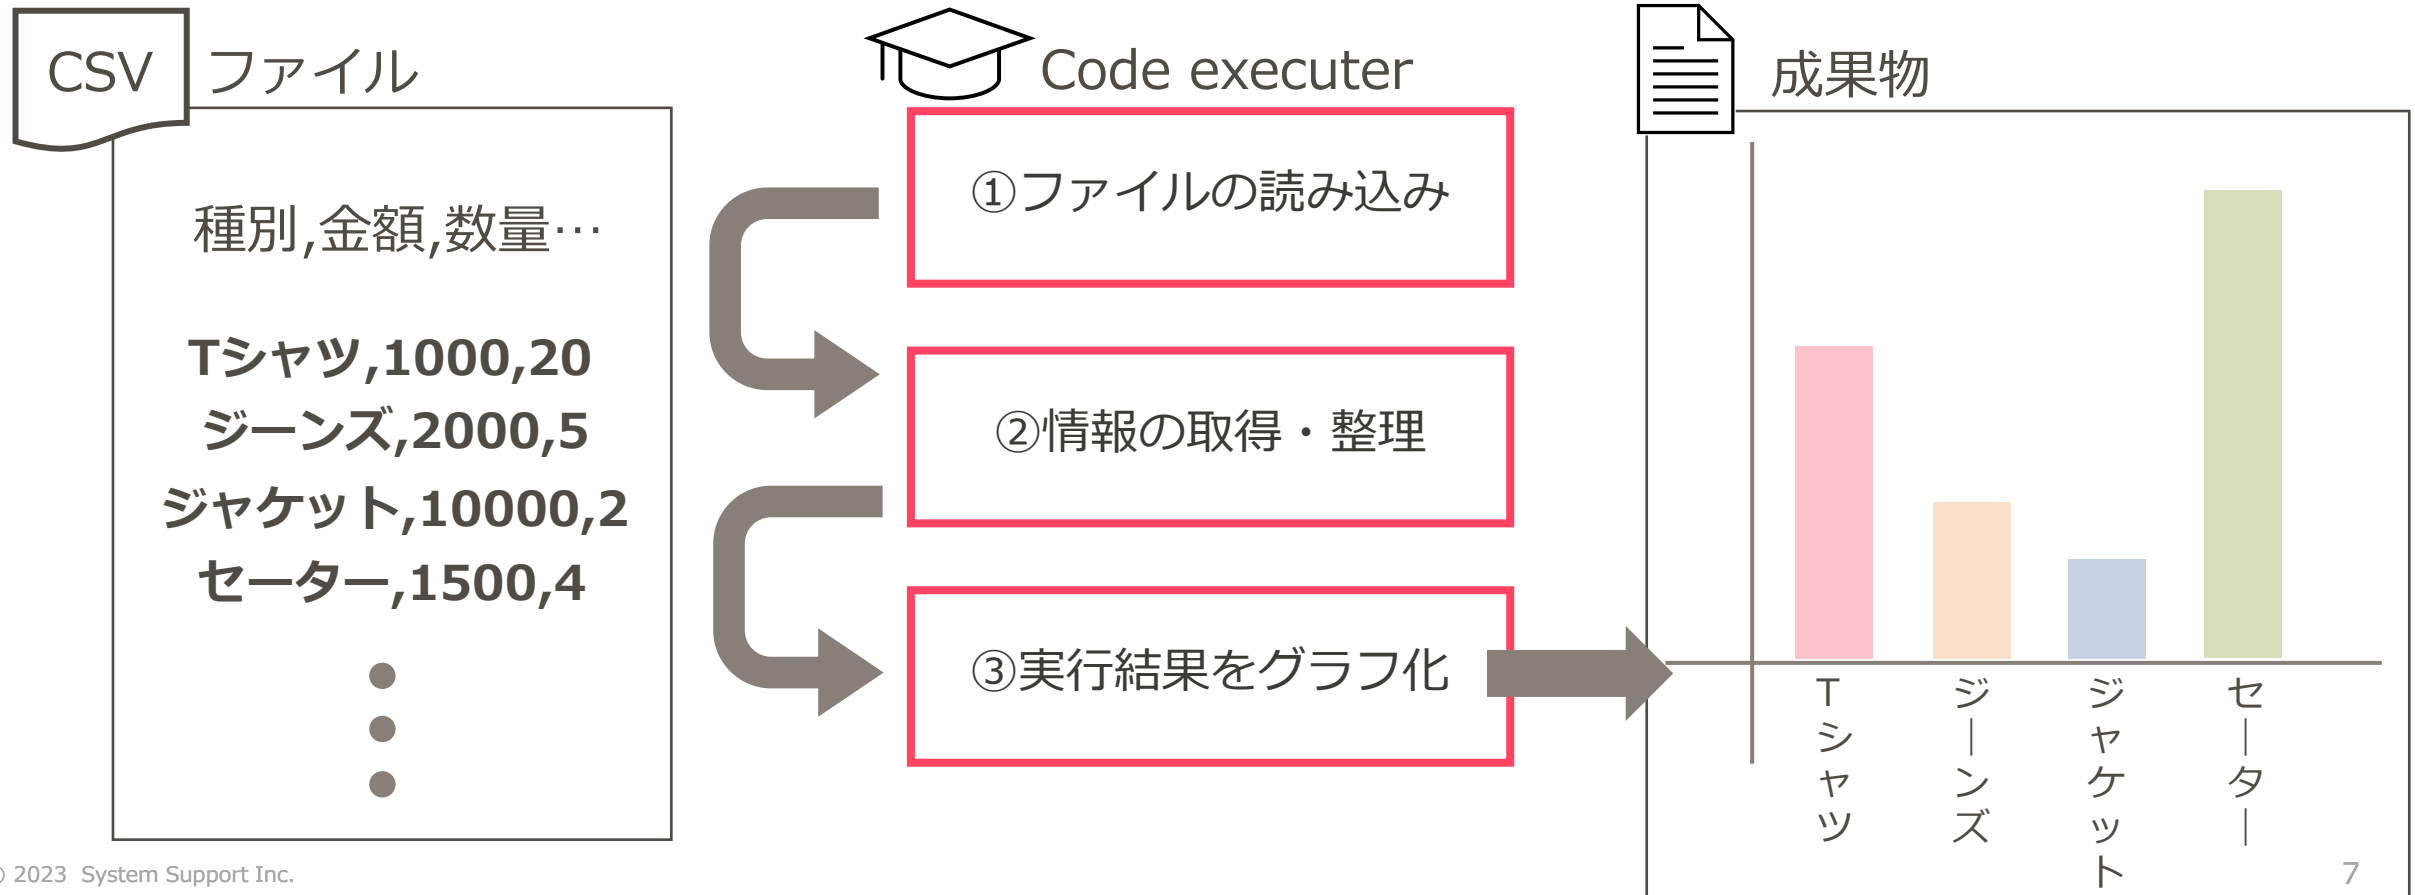 CSV ファイル
種別,金額,数量…
Tシャツ,1000,20
ジーンズ,2000,5
ジャケット,10000,2
セーター,1500,4
Code executer
①ファイルの読み込み
②情報の取得・整理
③実行結果をグラフ化
成果物
Tシャツ
ジーンズ
ジャケット
セーター
© 2023 System Support Inc.
7